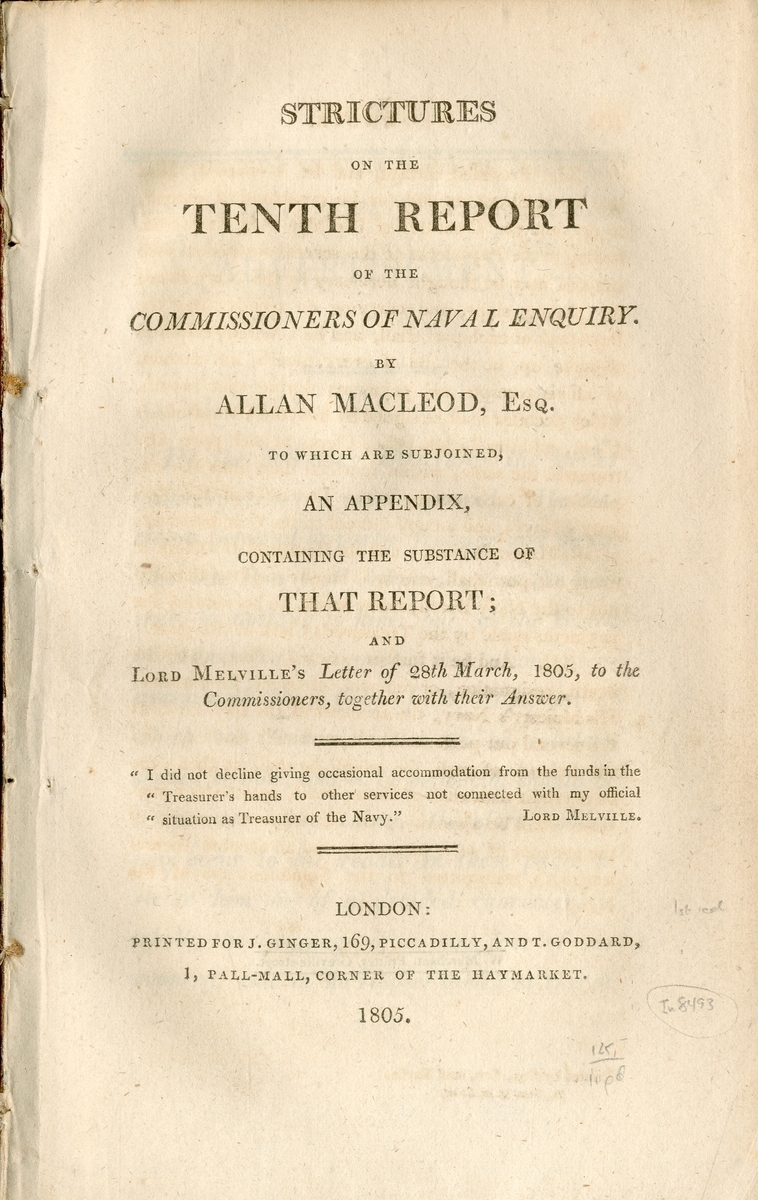 STRICTURES
ON THE
TENTH REPORT
OF THE
COMMISSIONERS OF NAVAL ENQUIRY.
BY
ALLAN MACLEOD, Esq.
TO WHICH ARE SUBJOINED,
AN APPENDIX,
CONTAINING THE SUBSTANCE OF
THAT REPORT;
AND
LORD MELVILLE'S Letter of 28th March, 1805, to the
Commissioners, together with their Answer.
" I did not decline giving occasional accommodation from the funds in the
" Treasurer's hands to other services not connected with my official
" situation as Treasurer of the Navy." LORD MELVILLE.
LONDON:
PRINTED FOR J. GINGER, 169, PICCADILLY, AND T. GODDARD,
1, PALL-MALL, CORNER OF THE HAYMARKET.
1805.
In 8493